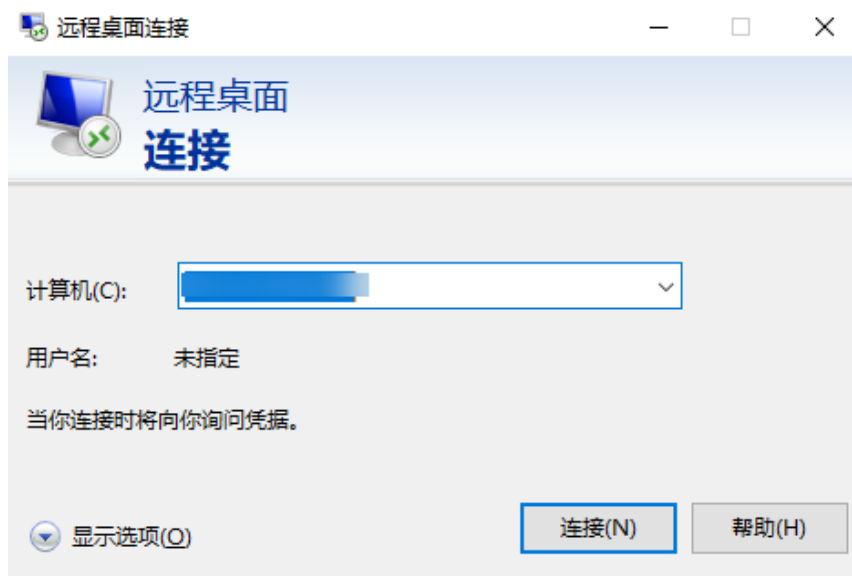 远程桌面连接
远程桌面
连接
计算机(C):
用户名: 未指定
当你连接时将向你询问凭据。
显示选项(O) 连接(N) 帮助(H)